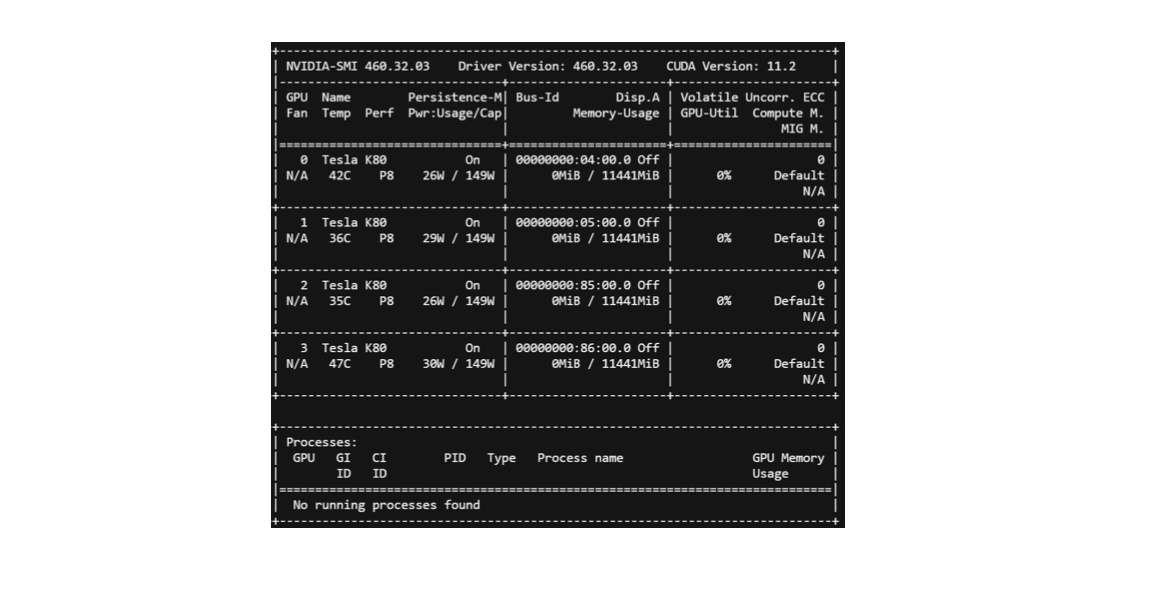 +-----------------------------------------------------------------------------+
| NVIDIA-SMI 460.32.03    Driver Version: 460.32.03    CUDA Version: 11.2     |
|-------------------------------+----------------------+----------------------+
| GPU  Name        Persistence-M| Bus-Id        Disp.A | Volatile Uncorr. ECC |
| Fan  Temp  Perf  Pwr:Usage/Cap|         Memory-Usage | GPU-Util  Compute M. |
|                               |                      |               MIG M. |
|===============================+======================+======================|
|   0  Tesla K80           On   | 00000000:04:00.0 Off |                    0 |
| N/A   42C    P8    26W / 149W |      0MiB / 11441MiB |      0%      Default |
|                               |                      |                  N/A |
+-------------------------------+----------------------+----------------------+
|   1  Tesla K80           On   | 00000000:05:00.0 Off |                    0 |
| N/A   36C    P8    29W / 149W |      0MiB / 11441MiB |      0%      Default |
|                               |                      |                  N/A |
+-------------------------------+----------------------+----------------------+
|   2  Tesla K80           On   | 00000000:85:00.0 Off |                    0 |
| N/A   35C    P8    26W / 149W |      0MiB / 11441MiB |      0%      Default |
|                               |                      |                  N/A |
+-------------------------------+----------------------+----------------------+
|   3  Tesla K80           On   | 00000000:86:00.0 Off |                    0 |
| N/A   47C    P8    30W / 149W |      0MiB / 11441MiB |      0%      Default |
|                               |                      |                  N/A |
+-------------------------------+----------------------+----------------------+

+-----------------------------------------------------------------------------+
| Processes:                                                                  |
|  GPU   GI   CI        PID   Type   Process name                  GPU Memory |
|        ID   ID                                                   Usage      |
|=============================================================================|
|  No running processes found                                                 |
+-----------------------------------------------------------------------------+